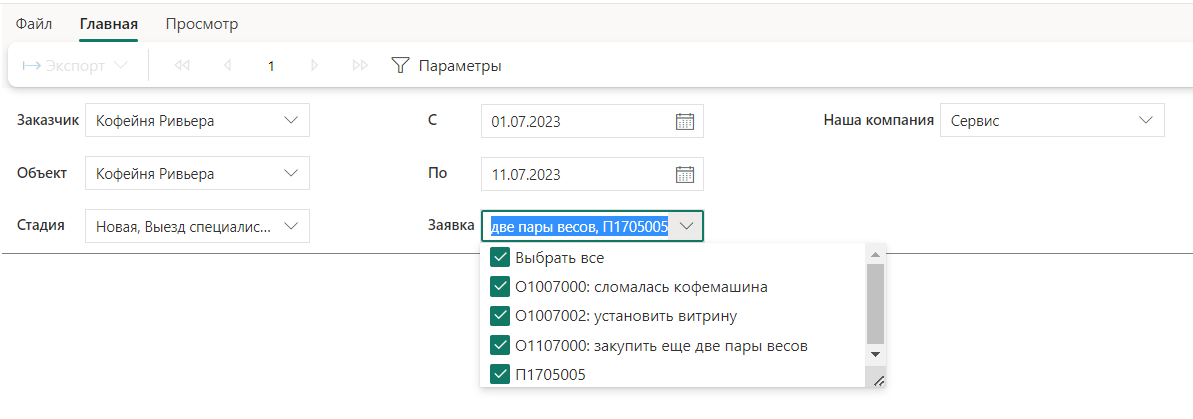 Файл Главная Просмотр
Экспорт 1 Параметры
Заказчик Кофейня Ривьера С 01.07.2023 Наша компания Сервис
Объект Кофейня Ривьера По 11.07.2023
Стадия Новая, Выезд специалис... Заявка две пары весов, П1705005
Выбрать все
О1007000: сломалась кофемашина
О1007002: установить витрину
О1107000: закупить еще две пары весов
П1705005